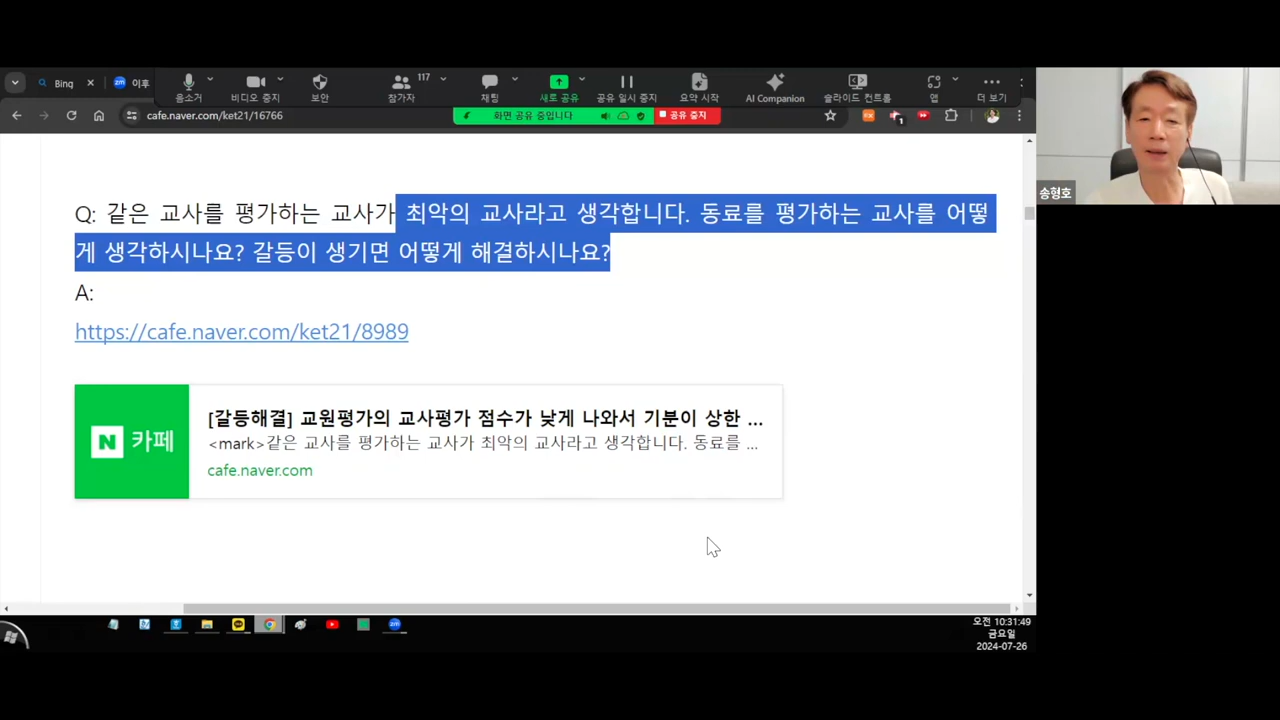 Bing
이후
음소거
비디오 중지
보안
117
참가자
채팅
새로 공유
공유 일시 중지
요약 시작
AI Companion
슬라이드 컨트롤
앱
더 보기
cafe.naver.com/ket21/16766
화면 공유 중입니다
공유 중지
1
송형호
Q: 같은 교사를 평가하는 교사가 최악의 교사라고 생각합니다. 동료를 평가하는 교사를 어떻
게 생각하시나요? 갈등이 생기면 어떻게 해결하시나요?
A:
https://cafe.naver.com/ket21/8989
N 카페
[갈등해결] 교원평가의 교사평가 점수가 낮게 나와서 기분이 상한 ...
<mark>같은 교사를 평가하는 교사가 최악의 교사라고 생각합니다. 동료를 ...
cafe.naver.com
오전 10:31:49
금요일
2024-07-26